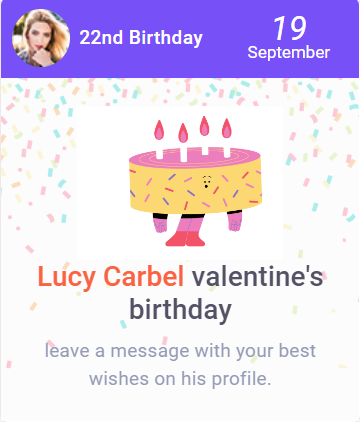 22nd Birthday
19
September
Lucy Carbel valentine's
birthday
leave a message with your best
wishes on his profile.